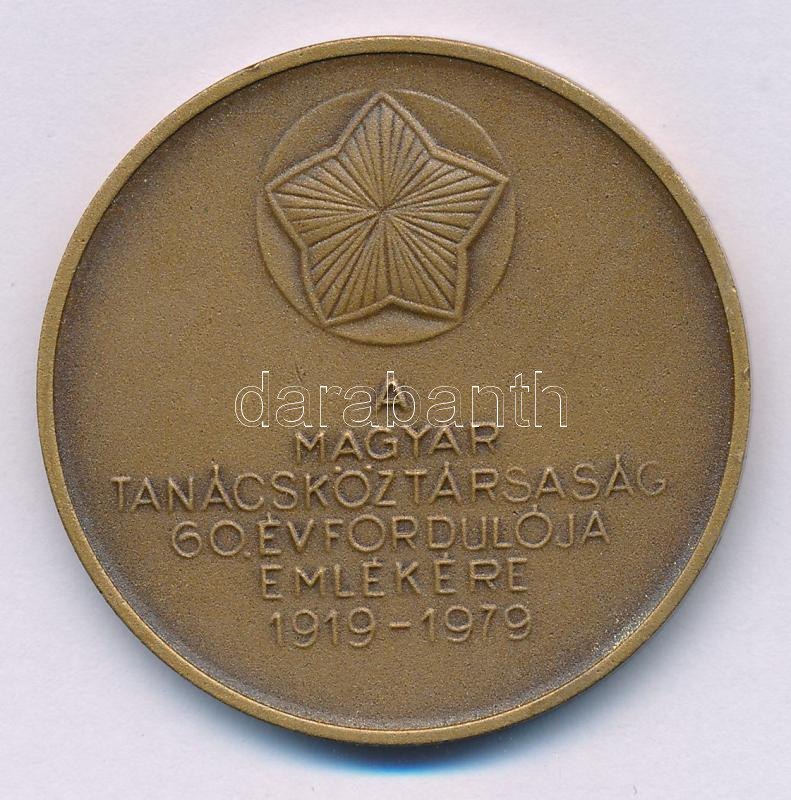 A
darabanth
MAGYAR
TANÁCSKÖZTÁRSASÁG
60. ÉVFORDULÓJA
EMLÉKÉRE
1919-1979